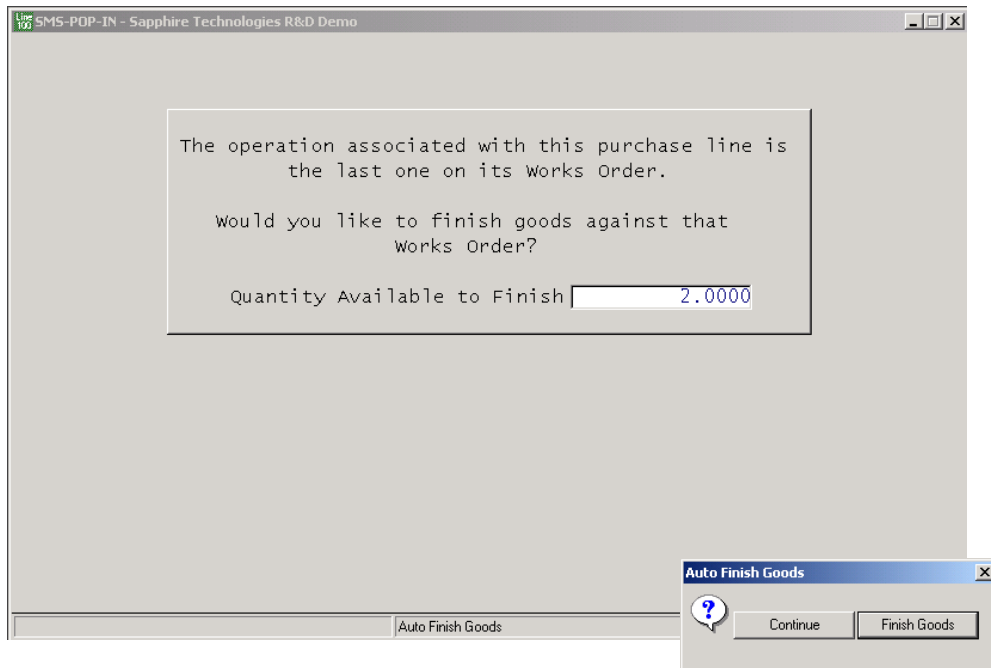 Line 100 SMS-POP-IN - Sapphire Technologies R&D Demo
The operation associated with this purchase line is
the last one on its Works Order.
Would you like to finish goods against that
Works Order?
Quantity Available to Finish 2.0000
Auto Finish Goods
Auto Finish Goods
? Continue Finish Goods